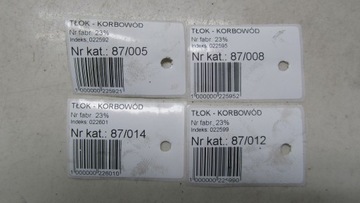 TŁOK - KORBOWÓD
Nr fabr. 23%
Indeks: 022592
Nr kat.: 87/005
TŁOK - KORBOWÓD
Nr fabr. 23%
Indeks: 022595
Nr kat.: 87/008
TŁOK - KORBOWÓD
Nr fabr. 23%
Indeks: 022601
Nr kat.: 87/014
1000000226010
TŁOK - KORBOWÓD
Nr fabr. 23%
Indeks: 022599
Nr kat.: 87/012